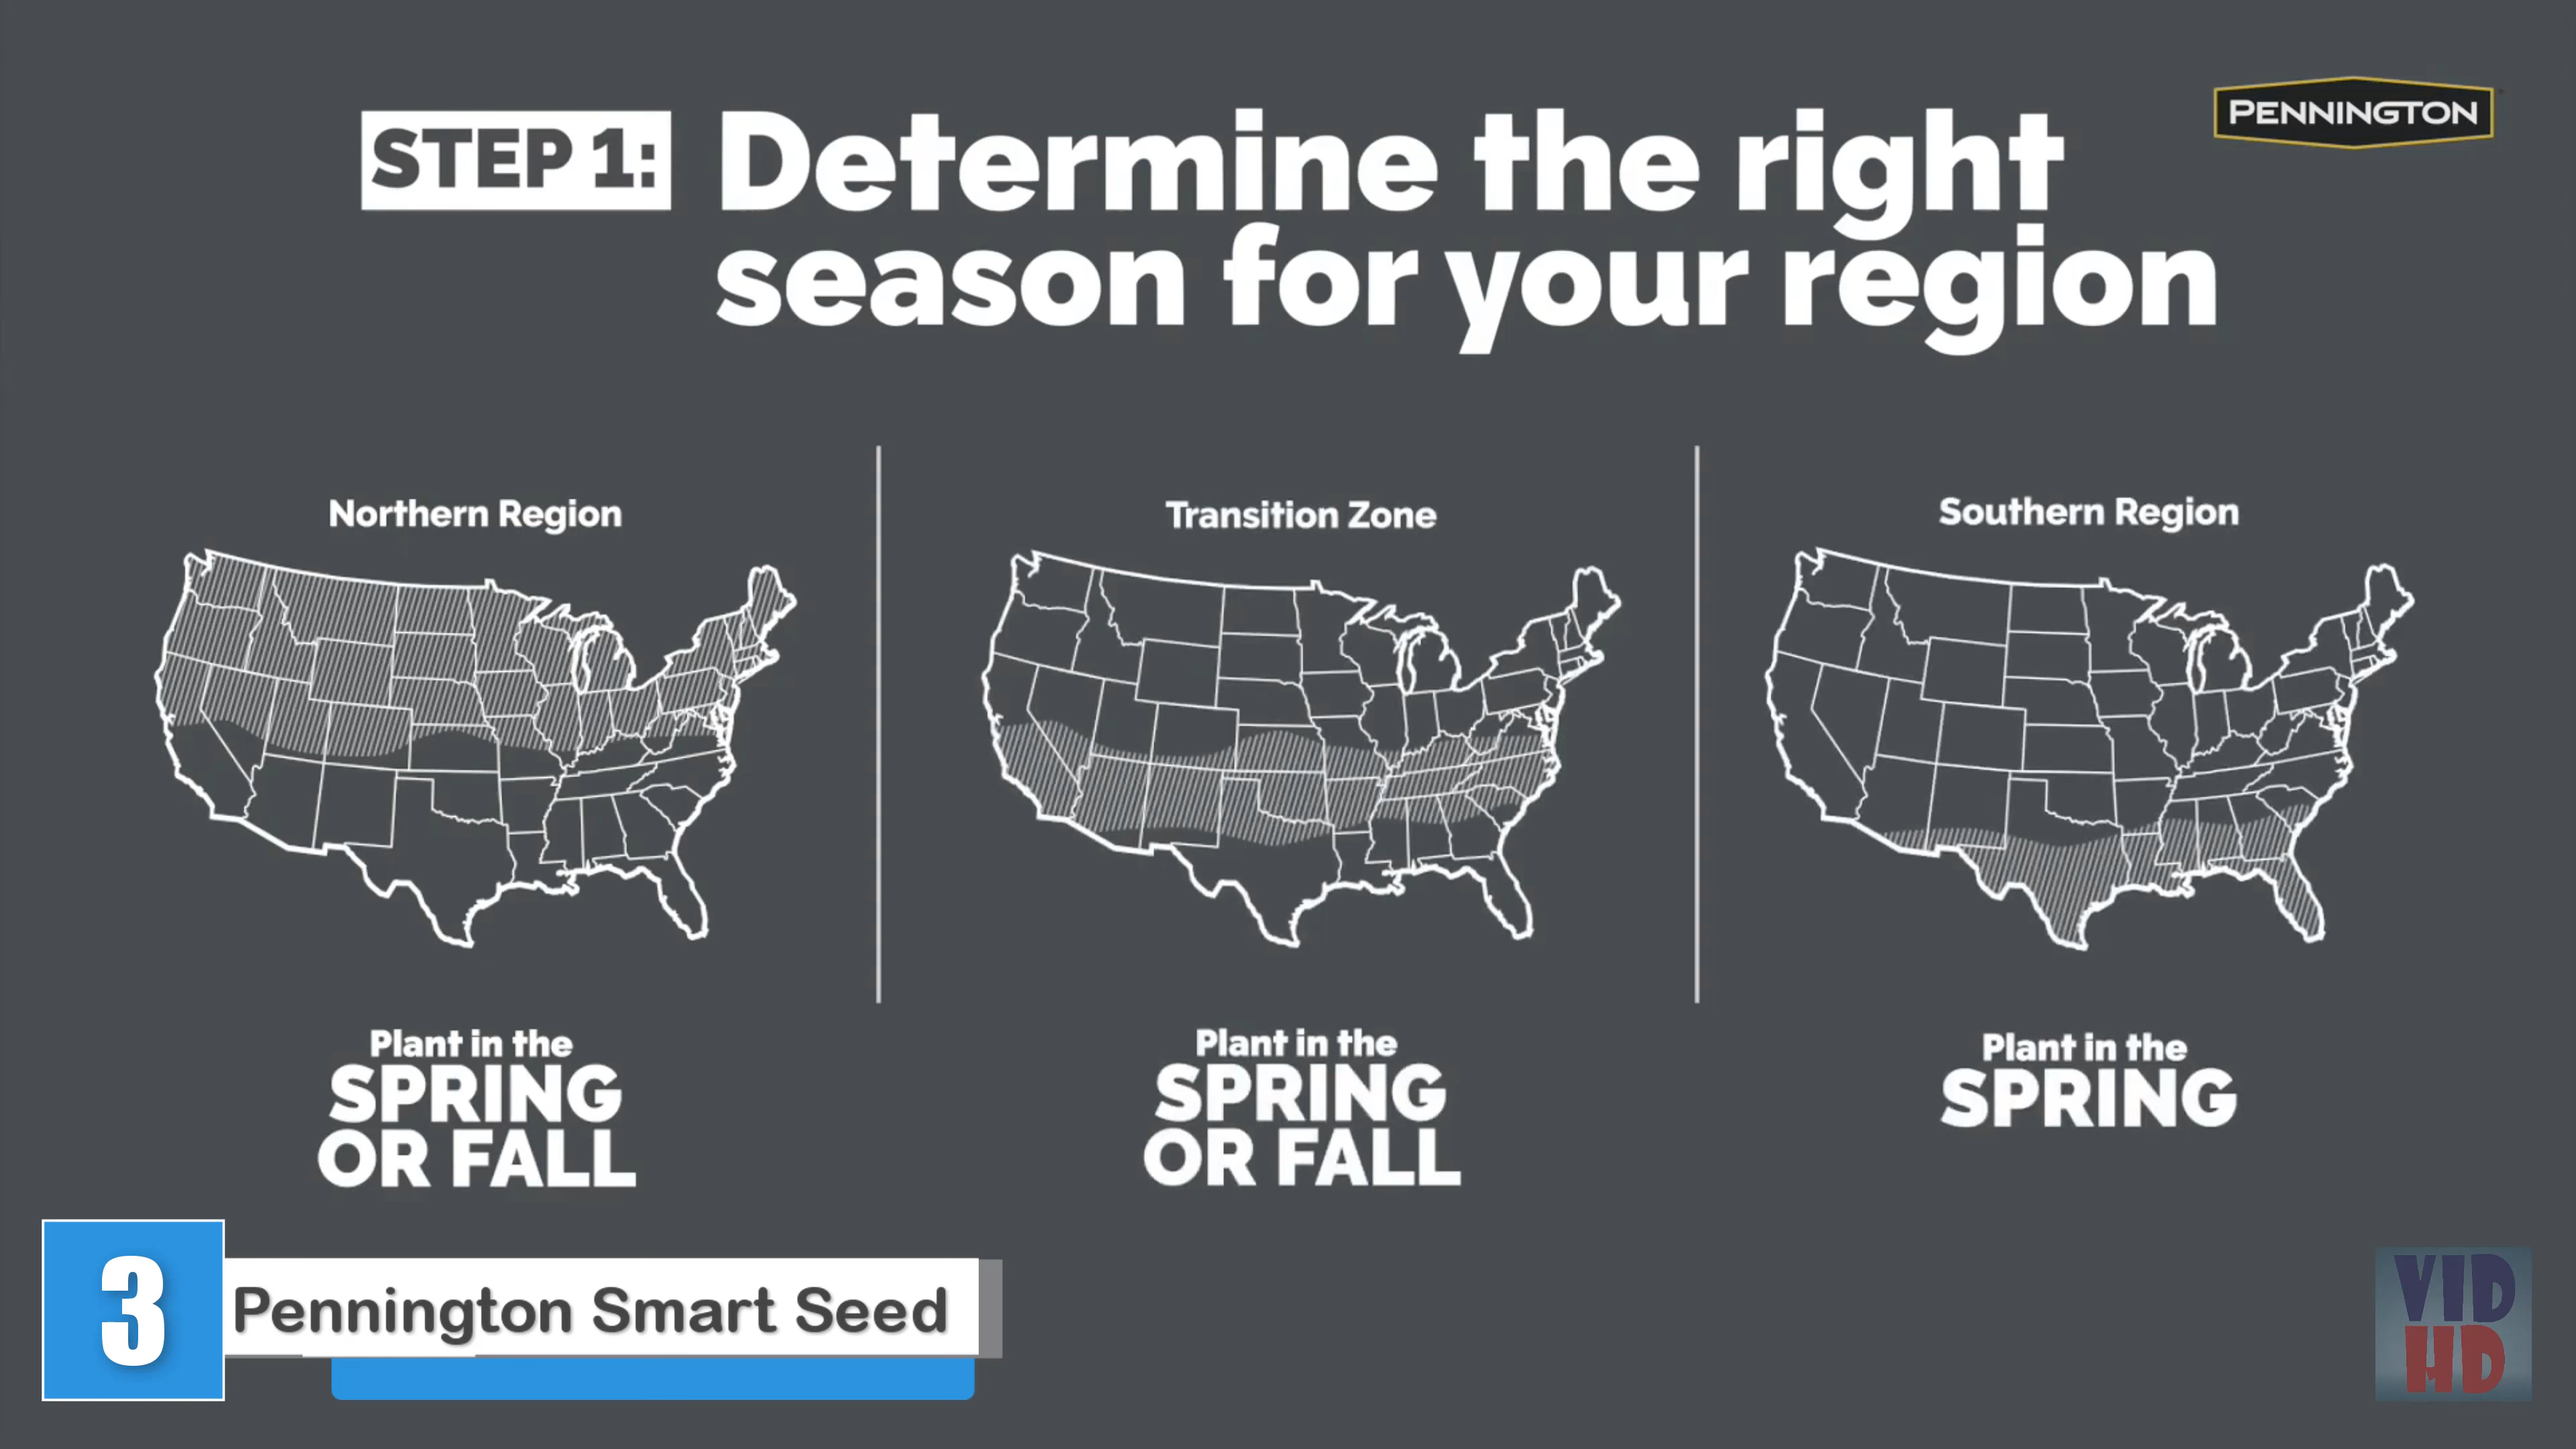 PENNINGTON
STEP 1: Determine the right
season for your region
Northern Region
Transition Zone
Southern Region
Plant in the
SPRING
OR FALL
Plant in the
SPRING
OR FALL
Plant in the
SPRING
3
Pennington Smart Seed
VID
HD